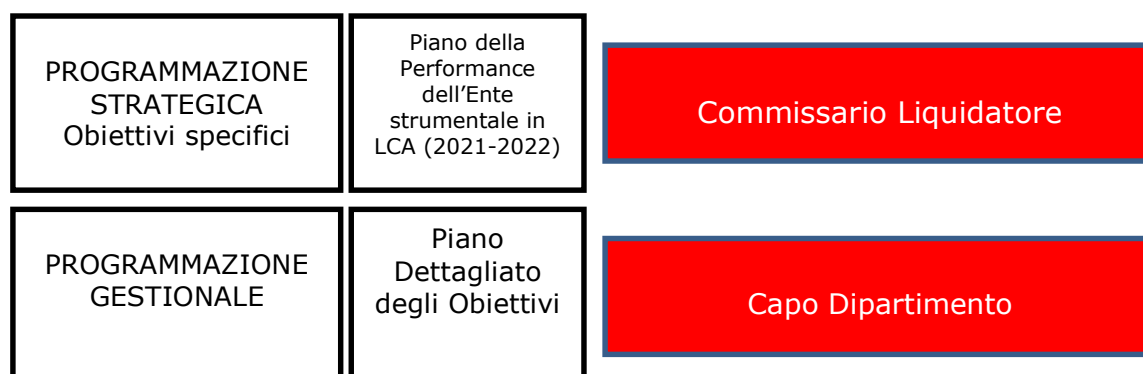 PROGRAMMAZIONE
STRATEGICA
Obiettivi specifici
Piano della
Performance
dell’Ente
strumentale in
LCA (2021-2022)
Commissario Liquidatore
PROGRAMMAZIONE
GESTIONALE
Piano
Dettagliato
degli Obiettivi
Capo Dipartimento